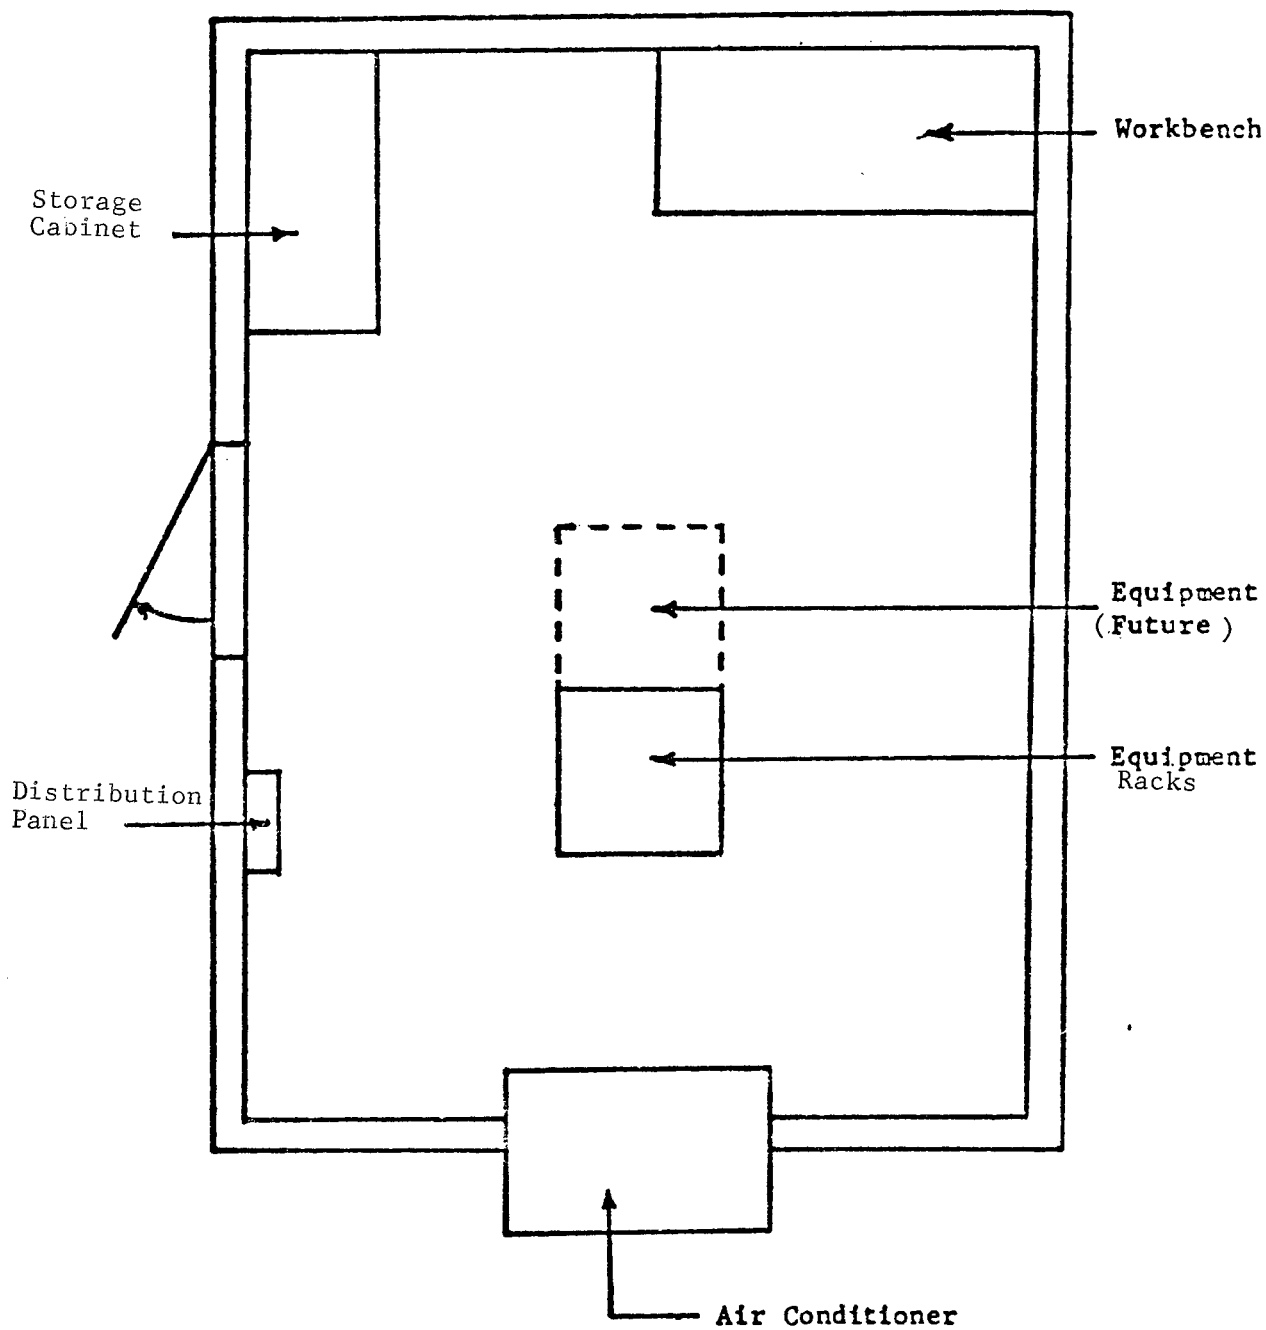 Workbench
Storage
Cabinet
Equipment
(Future)
Equipment
Racks
Distribution
Panel
Air Conditioner